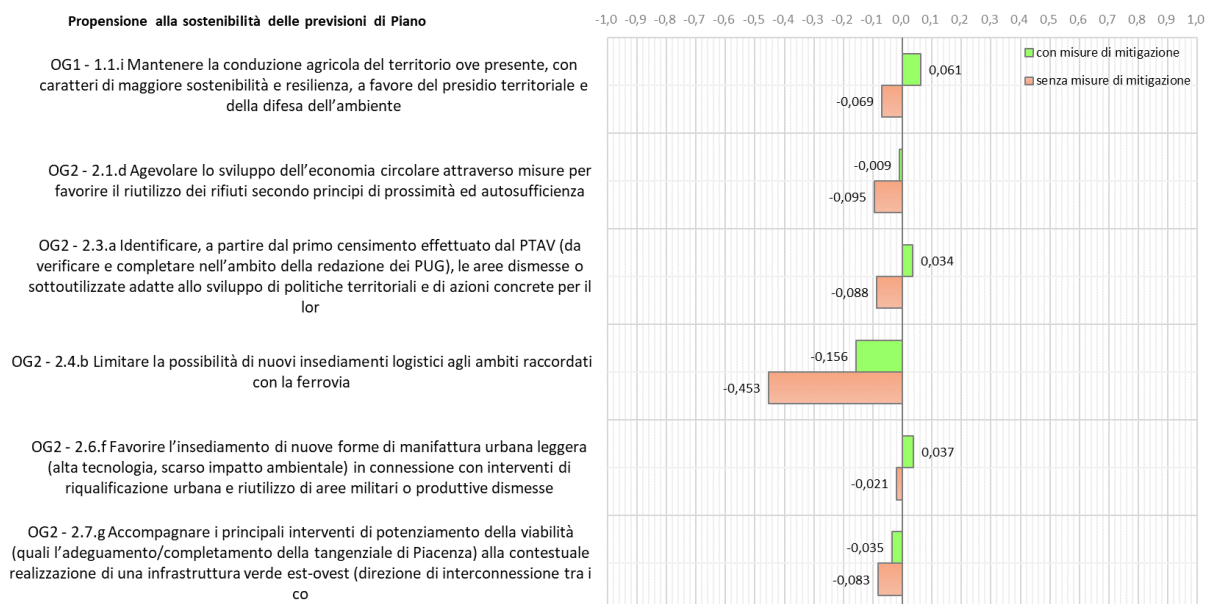 Propensione alla sostenibilità delle previsioni di Piano
-1,0 -0,9 -0,8 -0,7 -0,6 -0,5 -0,4 -0,3 -0,2 -0,1 0,0 0,1 0,2 0,3 0,4 0,5 0,6 0,7 0,8 0,9 1,0
con misure di mitigazione
senza misure di mitigazione
OG1 - 1.1.i Mantenere la conduzione agricola del territorio ove presente, con
caratteri di maggiore sostenibilità e resilienza, a favore del presidio territoriale e
della difesa dell'ambiente
0,061
-0,069
OG2 - 2.1.d Agevolare lo sviluppo dell'economia circolare attraverso misure per
favorire il riutilizzo dei rifiuti secondo principi di prossimità ed autosufficienza
-0,009
-0,095
OG2 - 2.3.a Identificare, a partire dal primo censimento effettuato dal PTAV (da
verificare e completare nell'ambito della redazione dei PUG), le aree dismesse o
sottoutilizzate adatte allo sviluppo di politiche territoriali e di azioni concrete per il
lor
0,034
-0,088
OG2 - 2.4.b Limitare la possibilità di nuovi insediamenti logistici agli ambiti raccordati
con la ferrovia
-0,156
-0,453
OG2 - 2.6.f Favorire l'insediamento di nuove forme di manifattura urbana leggera
(alta tecnologia, scarso impatto ambientale) in connessione con interventi di
riqualificazione urbana e riutilizzo di aree militari o produttive dismesse
0,037
-0,021
OG2 - 2.7.g Accompagnare i principali interventi di potenziamento della viabilità
(quali l'adeguamento/completamento della tangenziale di Piacenza) alla contestuale
realizzazione di una infrastruttura verde est-ovest (direzione di interconnessione tra i
co
-0,035
-0,083